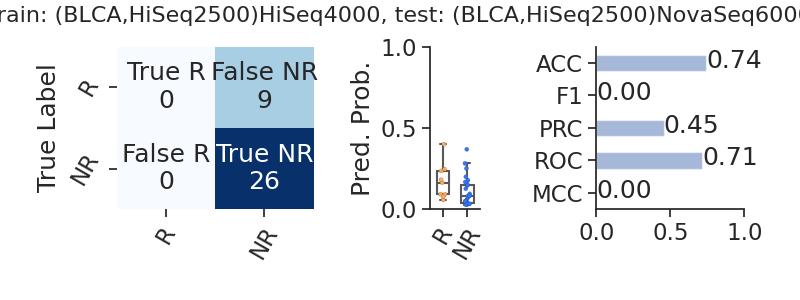 rain: (BLCA,HiSeq2500)HiSeq4000, test: (BLCA,HiSeq2500)NovaSeq600
True Label
R
NR
True R
0
False NR
9
False R
0
True NR
26
R
NR
Pred. Prob.
1.0
0.5
0.0
R
NR
ACC
0.74
F1
0.00
PRC
0.45
ROC
0.71
MCC
0.00
0.0
0.5
1.0